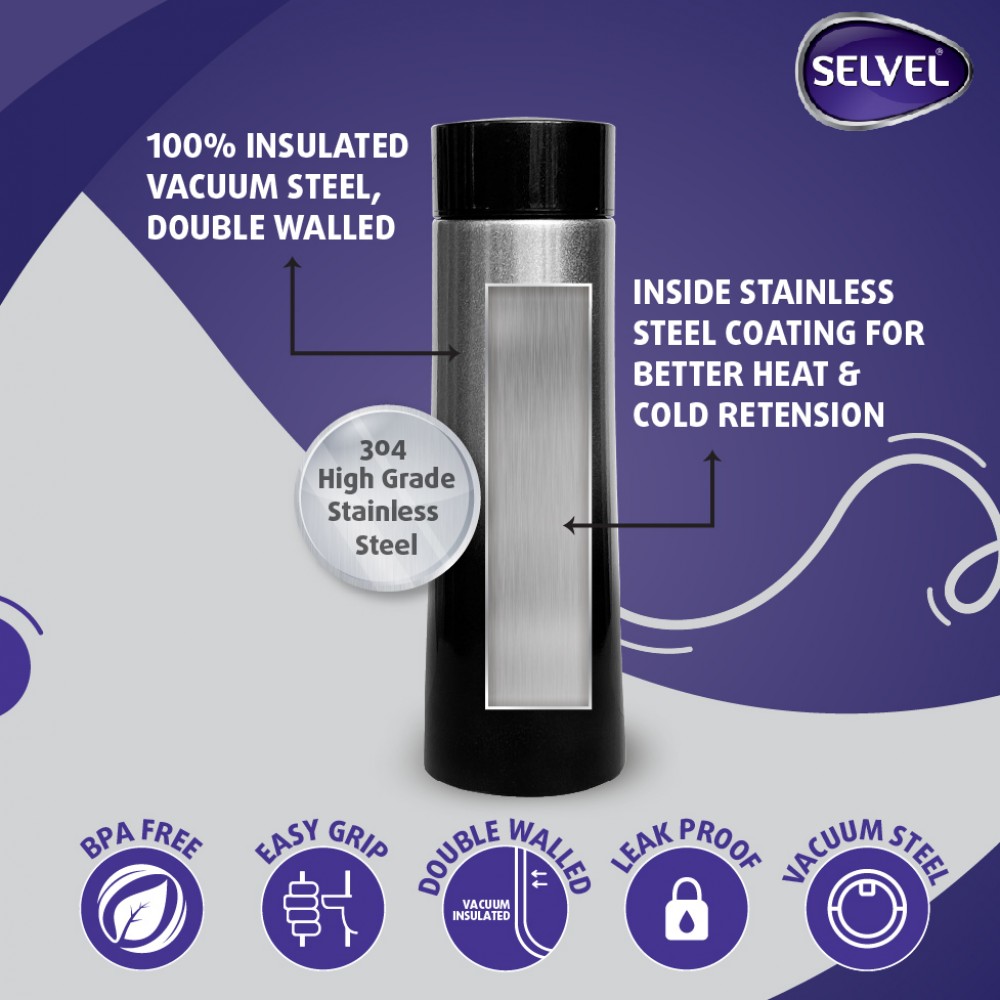 SELVEL®
100% INSULATED
VACUUM STEEL,
DOUBLE WALLED
INSIDE STAINLESS
STEEL COATING FOR
BETTER HEAT &
COLD RETENSION
304
High Grade
Stainless
Steel
BPA FREE
EASY GRIP
DOUBLE WALLED
VACUUM
INSULATED
LEAK PROOF
VACUUM STEEL